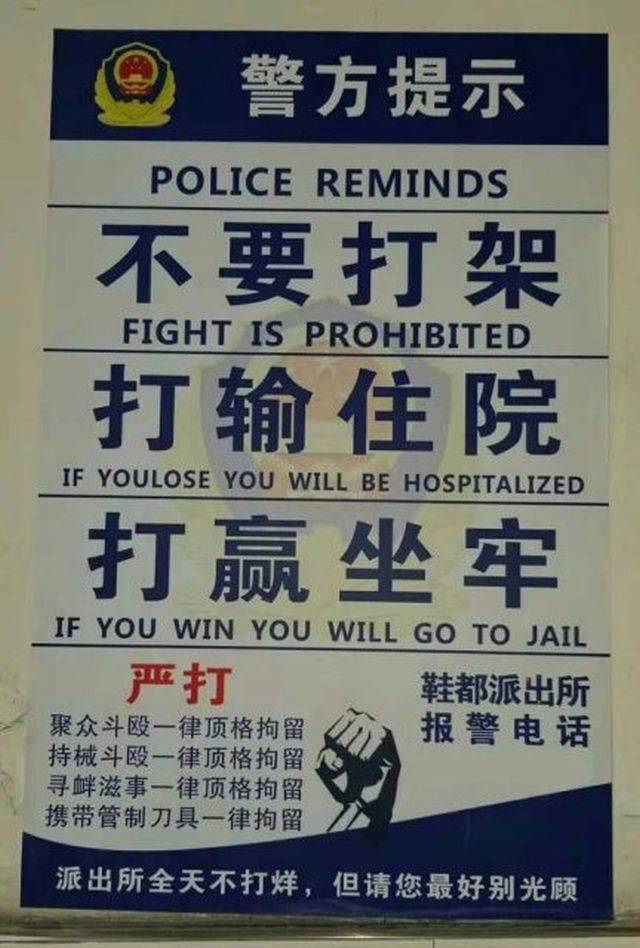 警方提示
POLICE REMINDS
不要打架
FIGHT IS PROHIBITED
打输住院
IF YOULOSE YOU WILL BE HOSPITALIZED
打赢坐牢
IF YOU WIN YOU WILL GO TO JAIL
严打
聚众斗殴一律顶格拘留
持械斗殴一律顶格拘留
寻衅滋事一律顶格拘留
携带管制刀具一律拘留
鞋都派出所
报警电话
派出所全天不打烊，但请您最好别光顾